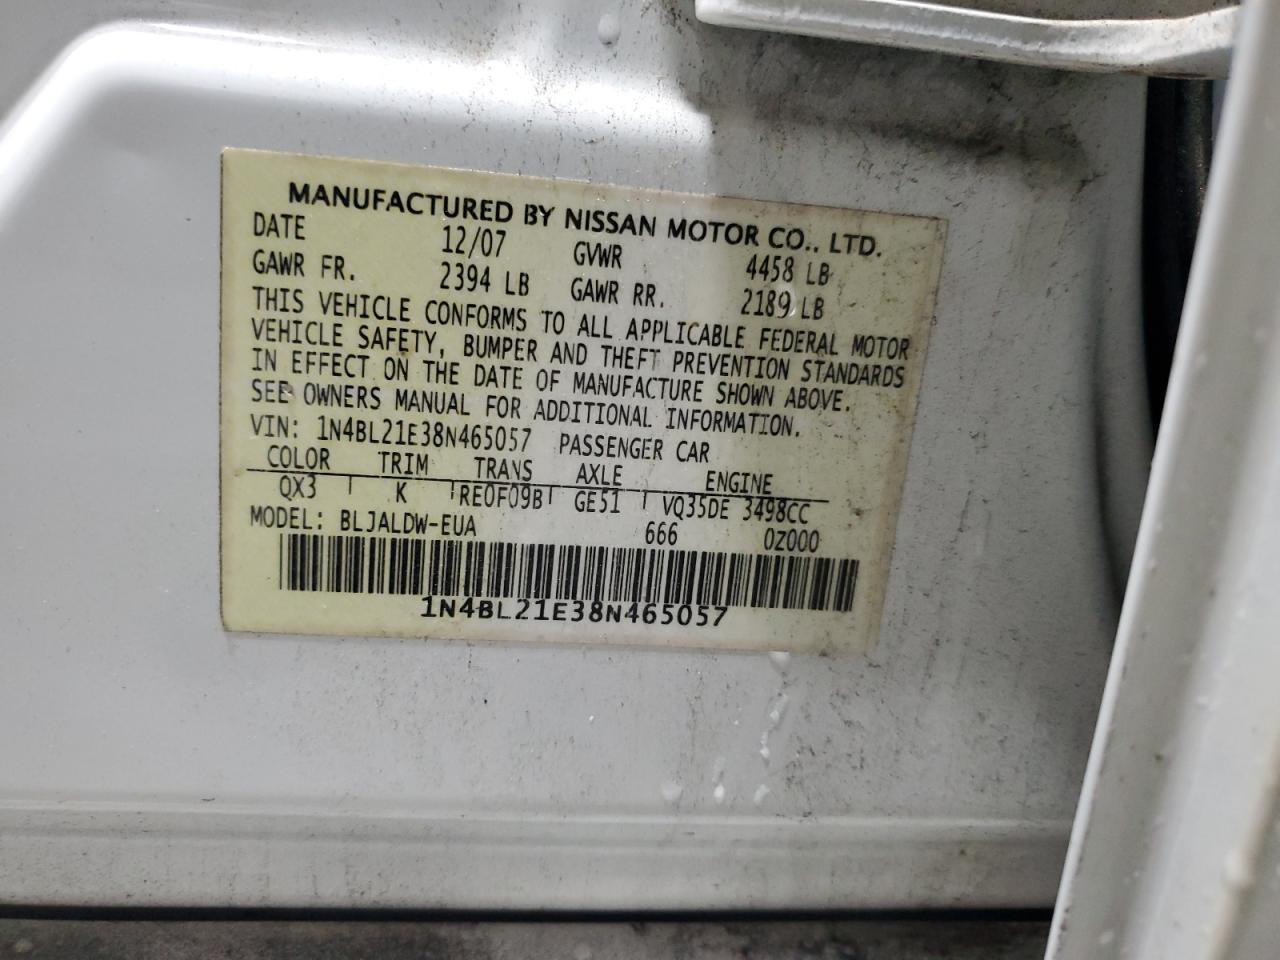 MANUFACTURED BY NISSAN MOTOR CO., LTD.
DATE 12/07 GVWR 4458 LB
GAWR FR. 2394 LB GAWR RR. 2189 LB
THIS VEHICLE CONFORMS TO ALL APPLICABLE FEDERAL MOTOR
VEHICLE SAFETY, BUMPER AND THEFT PREVENTION STANDARDS
IN EFFECT ON THE DATE OF MANUFACTURE SHOWN ABOVE.
SEE OWNERS MANUAL FOR ADDITIONAL INFORMATION.
VIN: 1N4BL21E38N465057 PASSENGER CAR
COLOR TRIM TRANS AXLE ENGINE
QX3 K RE0F09B GE51 VQ35DE 3498CC
MODEL: BLJALDW-EUA 666 0Z000
1N4BL21E38N465057